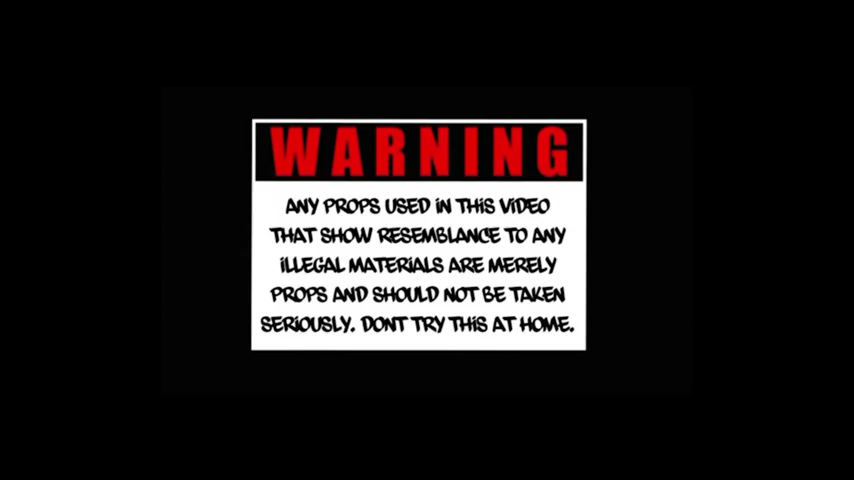 WARNING
ANY PROPS USED IN THIS VIDEO
THAT SHOW RESEMBLANCE TO ANY
ILLEGAL MATERIALS ARE MERELY
PROPS AND SHOULD NOT BE TAKEN
SERIOUSLY. DONT TRY THIS AT HOME.